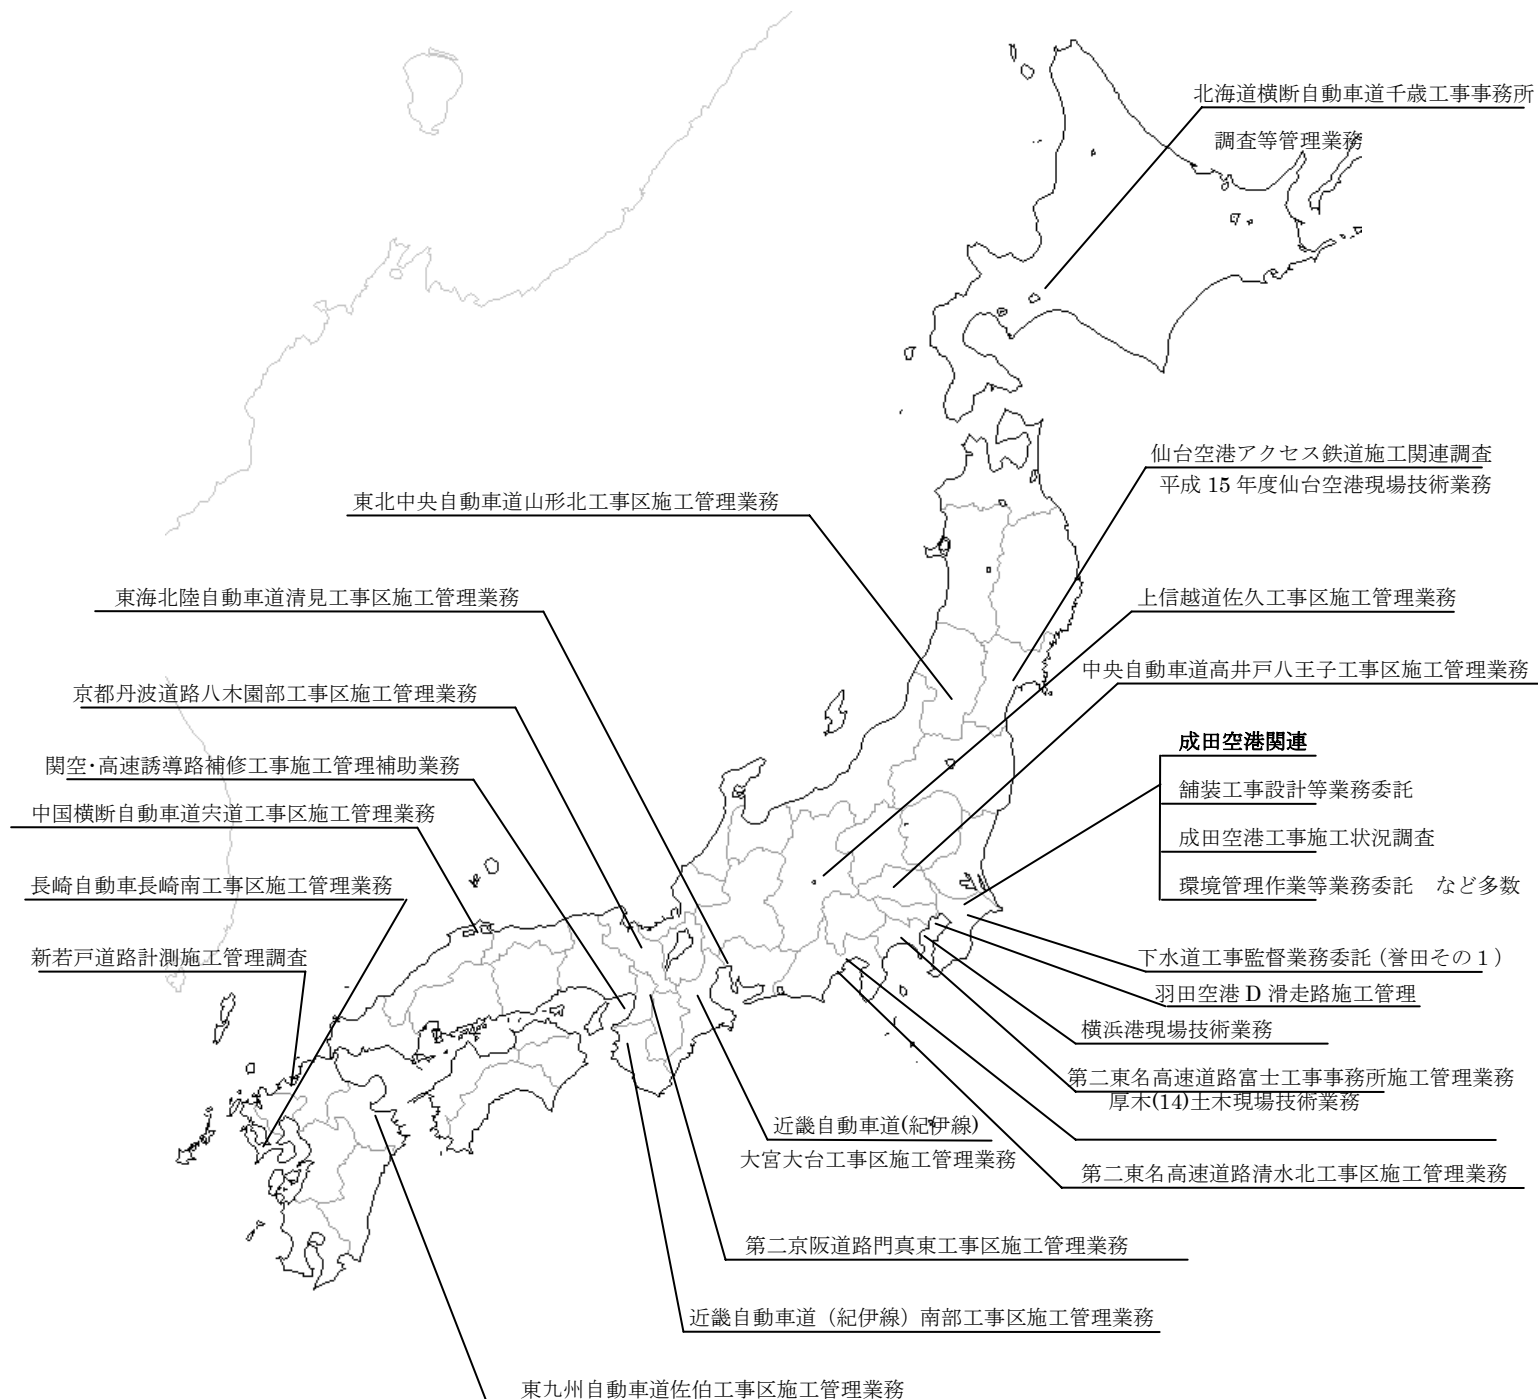 北海道横断自動車道千歳工事事務所
調査等管理業務
仙台空港アクセス鉄道施工関連調査
平成 15 年度仙台空港現場技術業務
東北中央自動車道山形北工事区施工管理業務
東海北陸自動車道清見工事区施工管理業務
上信越道佐久工事区施工管理業務
中央自動車道高井戸八王子工事区施工管理業務
京都丹波道路八木園部工事区施工管理業務
成田空港関連
関空・高速誘導路補修工事施工管理補助業務
舗装工事設計等業務委託
中国横断自動車道宍道工事区施工管理業務
成田空港工事施工状況調査
長崎自動車長崎南工事区施工管理業務
環境管理作業等業務委託　など多数
新若戸道路計測施工管理調査
下水道工事監督業務委託（誉田その１）
羽田空港 D 滑走路施工管理
横浜港現場技術業務
第二東名高速道路富士工事事務所施工管理業務
厚木(14)土木現場技術業務
近畿自動車道(紀伊線)
大宮大台工事区施工管理業務
第二東名高速道路清水北工事区施工管理業務
第二京阪道路門真東工事区施工管理業務
近畿自動車道（紀伊線）南部工事区施工管理業務
東九州自動車道佐伯工事区施工管理業務